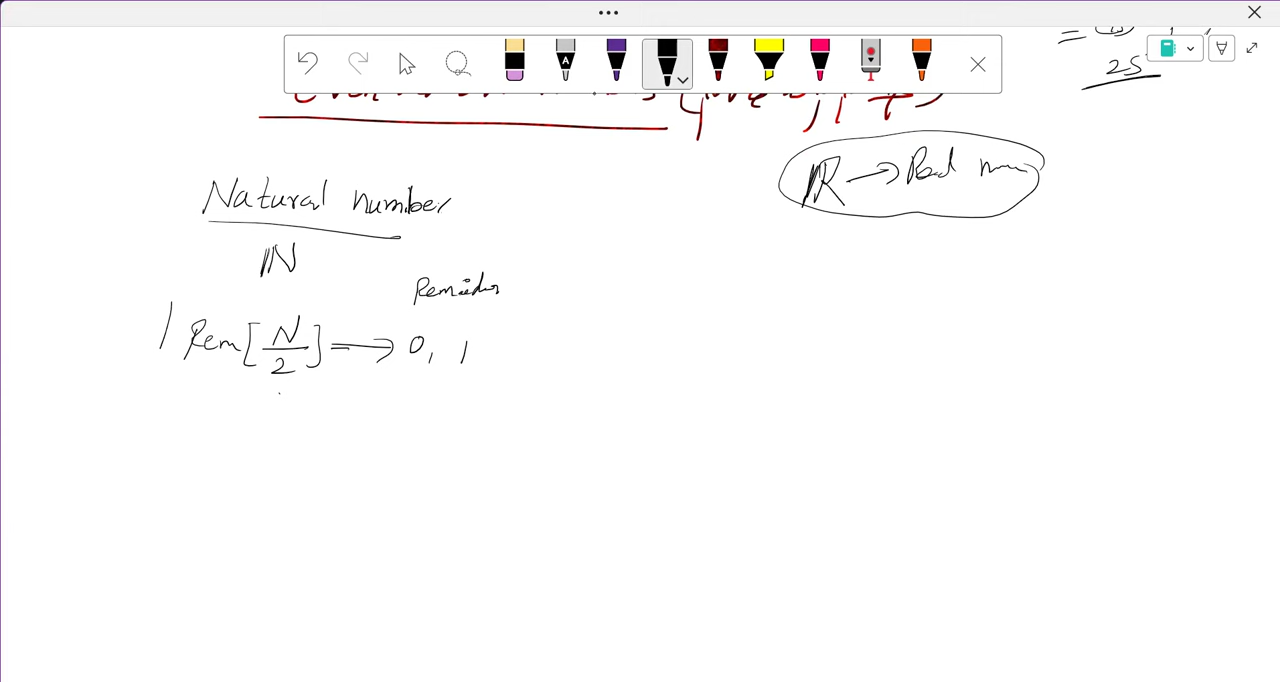 = 
25
Natural number
ℝ → Real num
ℕ
Remainder
| Rem[N/2] ⟹ 0, 1